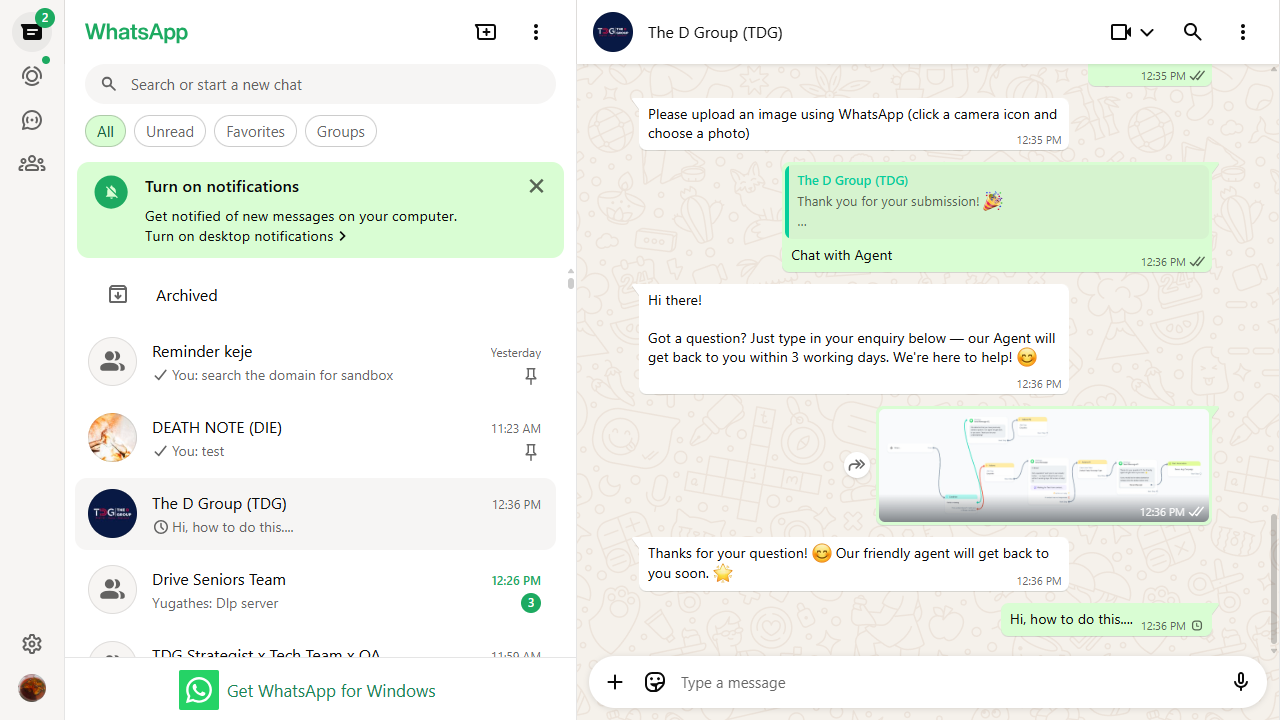 2
WhatsApp
Search or start a new chat
All
Unread
Favorites
Groups
Turn on notifications
Get notified of new messages on your computer.
Turn on desktop notifications
Archived
Reminder keje
Yesterday
You: search the domain for sandbox
DEATH NOTE (DIE)
11:23 AM
You: test
The D Group (TDG)
12:36 PM
Hi, how to do this....
Drive Seniors Team
12:26 PM
Yugathes: Dlp server
3
TDG Strategist x Tech Team x QA
11:59 AM
Get WhatsApp for Windows
The D Group (TDG)
12:35 PM
Please upload an image using WhatsApp (click a camera icon and
choose a photo)
12:35 PM
The D Group (TDG)
Thank you for your submission! 🎉
...
Chat with Agent
12:36 PM
Hi there!
Got a question? Just type in your enquiry below — our Agent will
get back to you within 3 working days. We're here to help! 😊
12:36 PM
12:36 PM
Thanks for your question! 😊 Our friendly agent will get back to
you soon. 🌟
12:36 PM
Hi, how to do this....
12:36 PM
Type a message